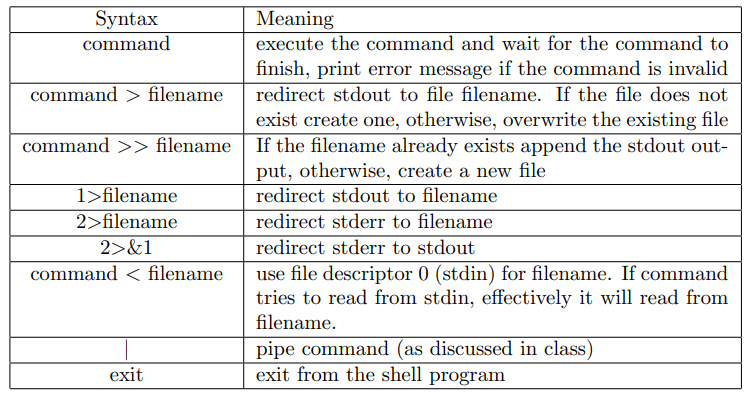 Syntax Meaning
command execute the command and wait for the command to
finish, print error message if the command is invalid
command > filename redirect stdout to file filename. If the file does not
exist create one, otherwise, overwrite the existing file
command >> filename If the filename already exists append the stdout out-
put, otherwise, create a new file
1>filename redirect stdout to filename
2>filename redirect stderr to filename
2>&1 redirect stderr to stdout
command < filename use file descriptor 0 (stdin) for filename. If command
tries to read from stdin, effectively it will read from
filename.
| pipe command (as discussed in class)
exit exit from the shell program